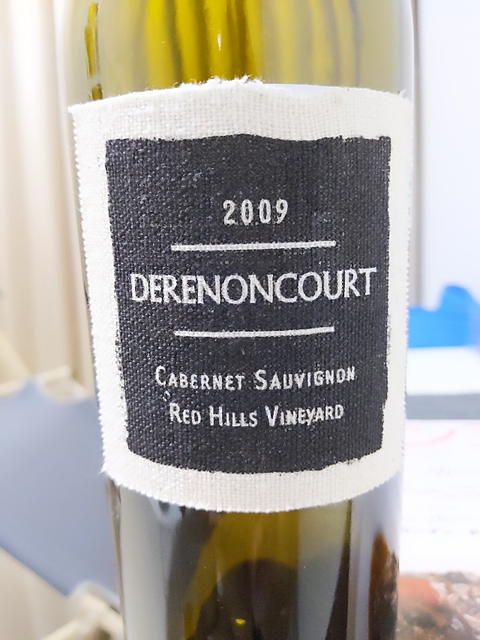 2009
DERENONCOURT
CABERNET SAUVIGNON
RED HILLS VINEYARD